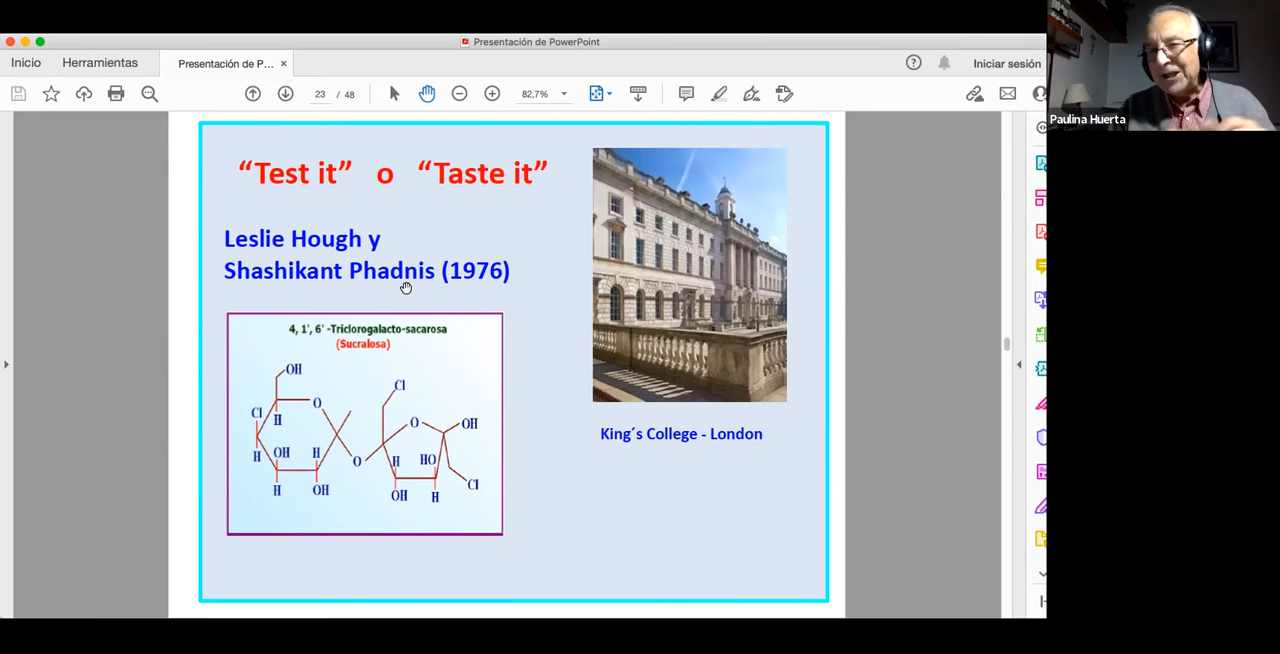 Presentación de PowerPoint
Inicio
Herramientas
Presentación de P... ×
Iniciar sesión
23 / 48
82,7%
Paulina Huerta
“Test it” o “Taste it”
Leslie Hough y
Shashikant Phadnis (1976)
4, 1', 6' -Triclorogalacto-sacarosa
(Sucralosa)
OH
Cl
Cl
H
O
O
OH
H
OH
H
O
H
HO
H
OH
OH
H
Cl
King´s College - London